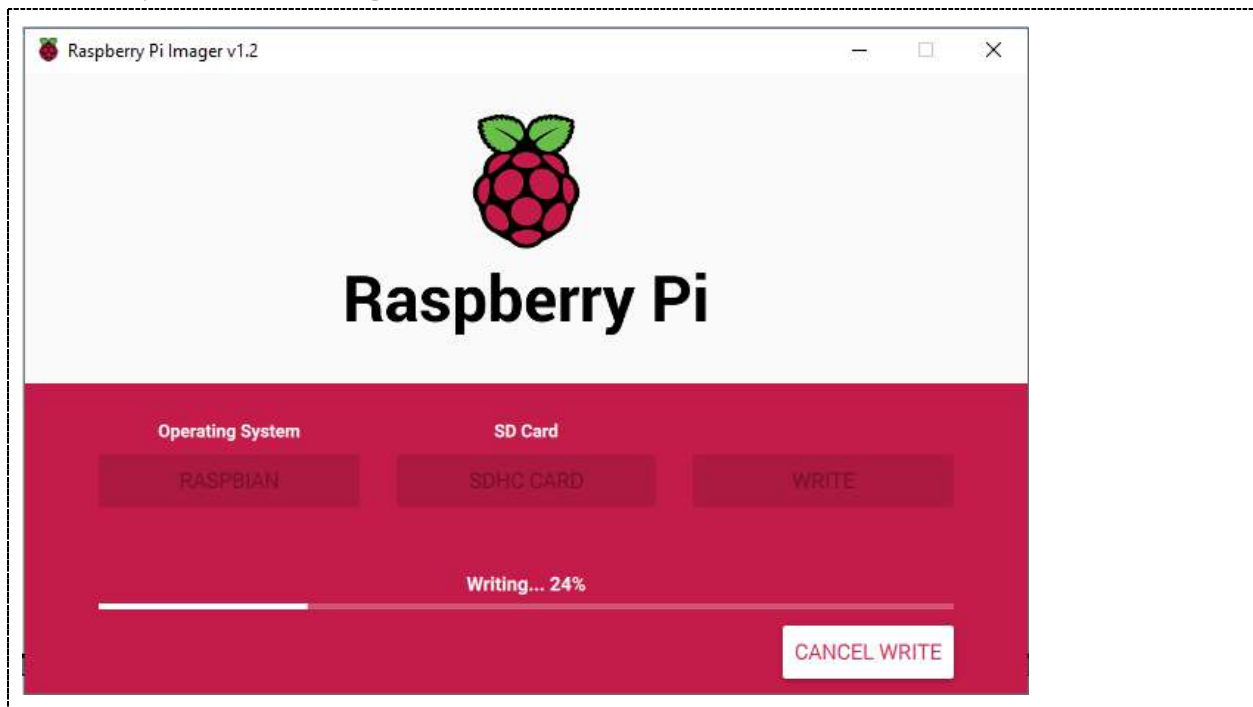 Raspberry Pi Imager v1.2
Raspberry Pi
Operating System SD Card
RASPBIAN SDHC CARD WRITE
Writing... 24%
CANCEL WRITE